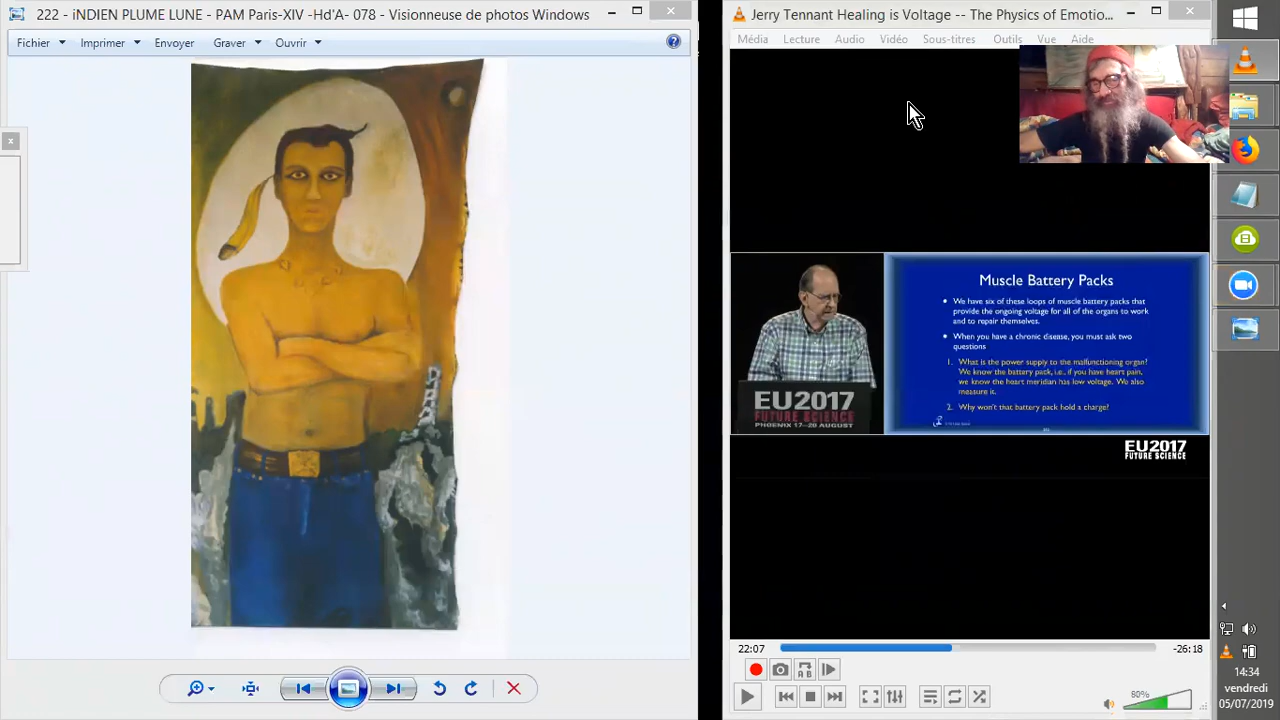 222 - iNDIEN PLUME LUNE - PAM Paris-XV -Hd'A- 078 - Visionneuse de photos Windows
Fichier Imprimer Envoyer Ouvrir
Jerry Tennant Healing is Voltage -- The Physics of Emotio...
Média Lecture Audio Vidéo Sous-titres Outils Vue Aide
Muscle Battery Packs
• We have six of these loops of muscle battery packs that
provide the ongoing voltage for all of the organs to work
and to repair themselves.
• When you have a chronic disease, you must ask two
questions
1. What is the power supply to the malfunctioning organ?
We know the battery pack, i.e., if you have heart pain,
we know the heart meridian has low voltage. We also
measure it.
2. Why won't that battery pack hold a charge?
EU2017
FUTURE SCIENCE
PHOENIX 17–20 AUGUST
EU2017
FUTURE SCIENCE
22:07
-26:18
80%
14:34
vendredi
05/07/2019